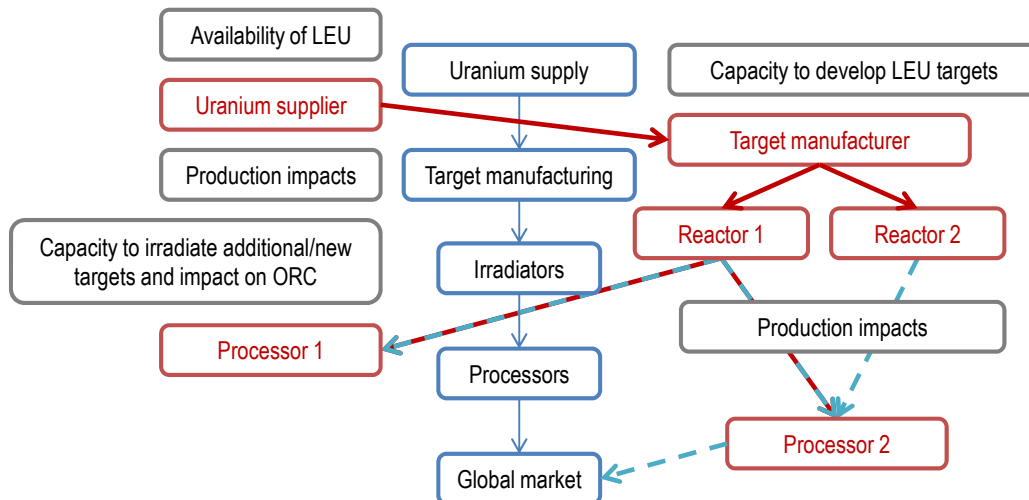 Availability of LEU
Uranium supply
Capacity to develop LEU targets
Uranium supplier
Target manufacturer
Production impacts
Target manufacturing
Capacity to irradiate additional/new
targets and impact on ORC
Reactor 1
Reactor 2
Irradiators
Production impacts
Processor 1
Processors
Processor 2
Global market